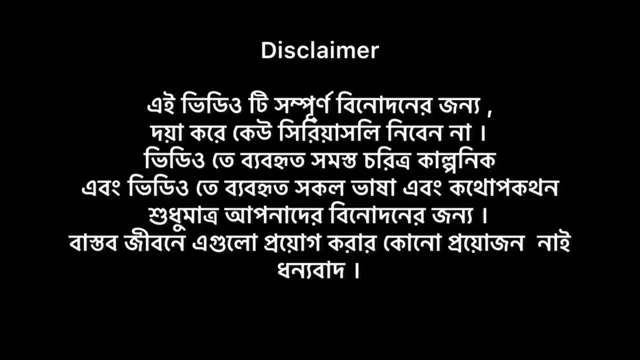 Disclaimer
এই ভিডিও টি সম্পূর্ণ বিনোদনের জন্য ,
দয়া করে কেউ সিরিয়াসলি নিবেন না ।
ভিডিও তে ব্যবহৃত সমস্ত চরিত্র কাল্পনিক
এবং ভিডিও তে ব্যবহৃত সকল ভাষা এবং কথোপকথন
শুধুমাত্র আপনাদের বিনোদনের জন্য ।
বাস্তব জীবনে এগুলো প্রয়োগ করার কোনো প্রয়োজন নাই
ধন্যবাদ ।